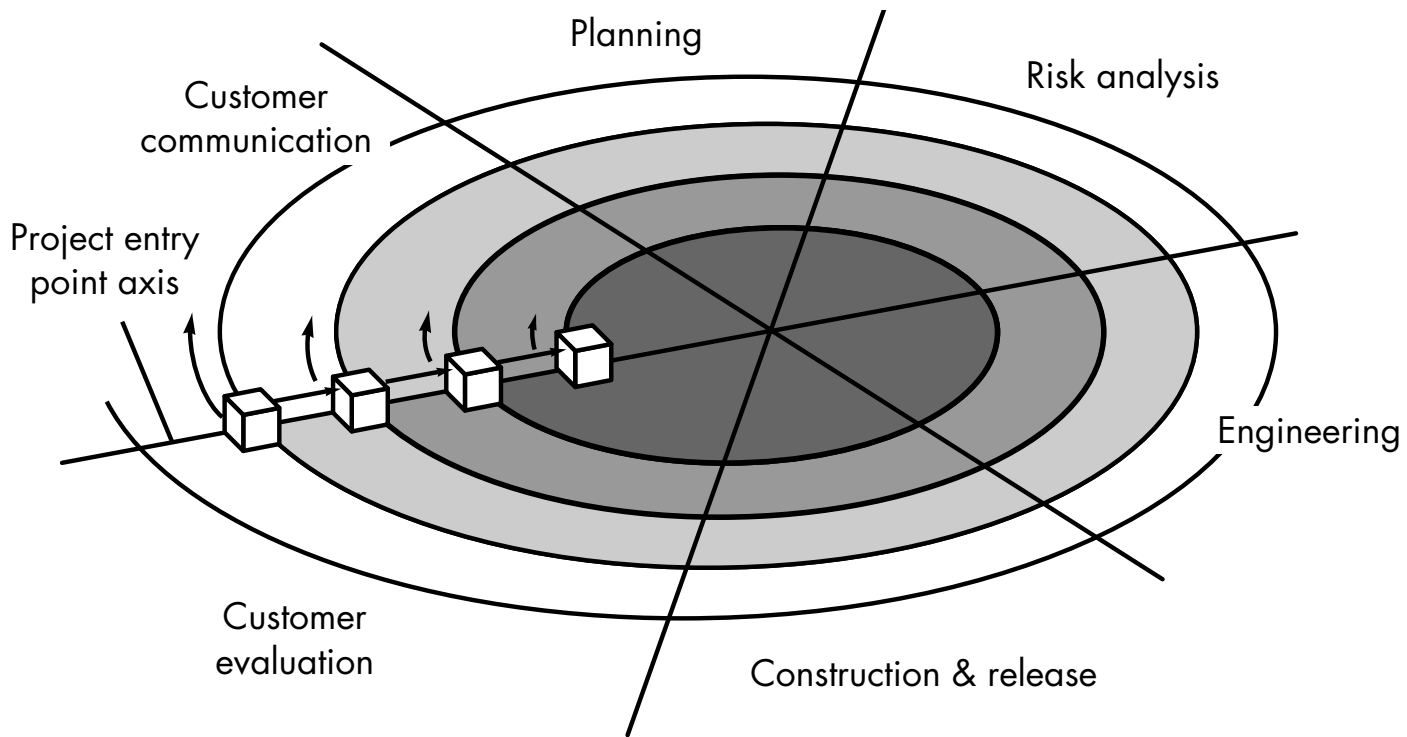 Planning
Risk analysis
Customer
communication
Project entry
point axis
Engineering
Customer
evaluation
Construction & release